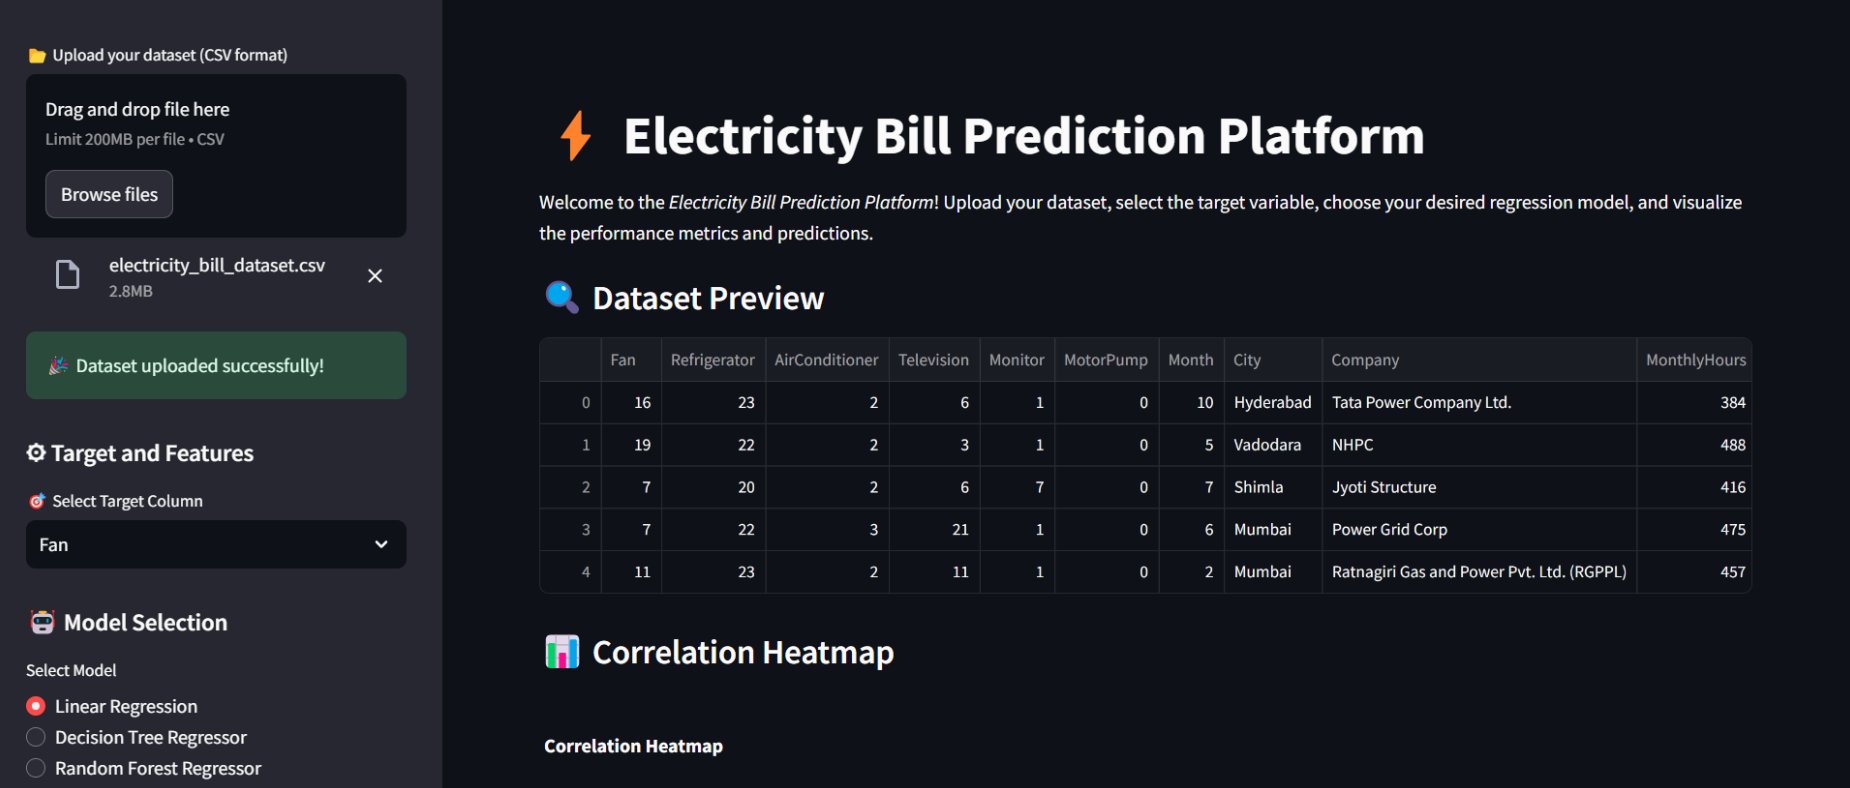 Upload your dataset (CSV format)
Drag and drop file here
Limit 200MB per file • CSV
Browse files
electricity_bill_dataset.csv
2.8MB
Dataset uploaded successfully!
Target and Features
Select Target Column
Fan
Model Selection
Select Model
Linear Regression
Decision Tree Regressor
Random Forest Regressor
Electricity Bill Prediction Platform
Welcome to the Electricity Bill Prediction Platform! Upload your dataset, select the target variable, choose your desired regression model, and visualize
the performance metrics and predictions.
Dataset Preview
Fan Refrigerator AirConditioner Television Monitor MotorPump Month City Company MonthlyHours
0 16 23 2 6 1 0 10 Hyderabad Tata Power Company Ltd. 384
1 19 22 2 3 1 0 5 Vadodara NHPC 488
2 7 20 2 6 7 0 7 Shimla Jyoti Structure 416
3 7 22 3 21 1 0 6 Mumbai Power Grid Corp 475
4 11 23 2 11 1 0 2 Mumbai Ratnagiri Gas and Power Pvt. Ltd. (RGPPL) 457
Correlation Heatmap
Correlation Heatmap